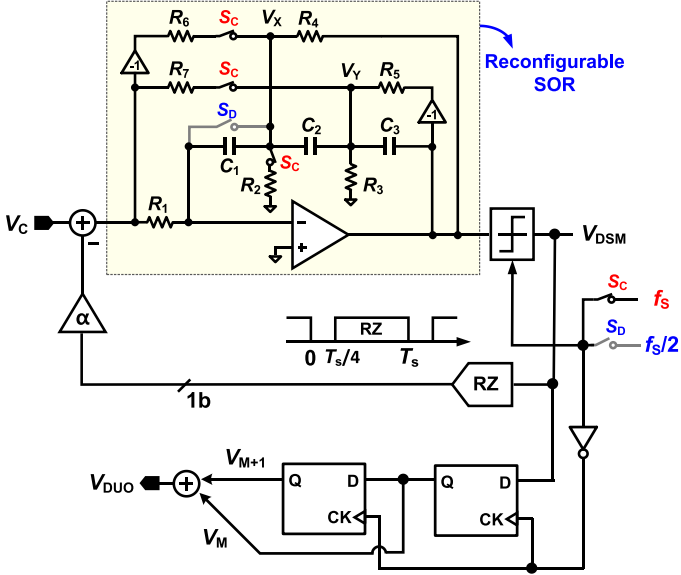 R6 SC VX R4
-1
R7 SC VY R5
-1
SD
C1 C2 C3
SC
R2 R3
R1
VC + −
− +
Reconfigurable
SOR
VDSM
α
RZ
0 Ts/4 Ts
SC fS
SD fS/2
RZ
1b
VM+1
VDUO +
VM
Q D
CK
Q D
CK